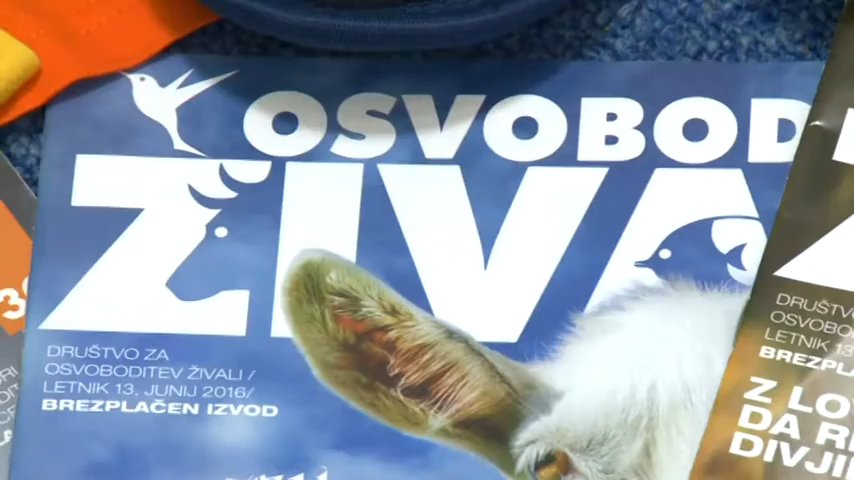 OSVOBOD
ŽIVA
DRUŠTVO ZA
OSVOBODITEV ŽIVALI /
LETNIK 13, JUNIJ 2016/
BREZPLAČEN IZVOD
DRUŠTVO
OSVOBO
LETNIK 1
BREZPLA
Z LO
DA R
DIVJI